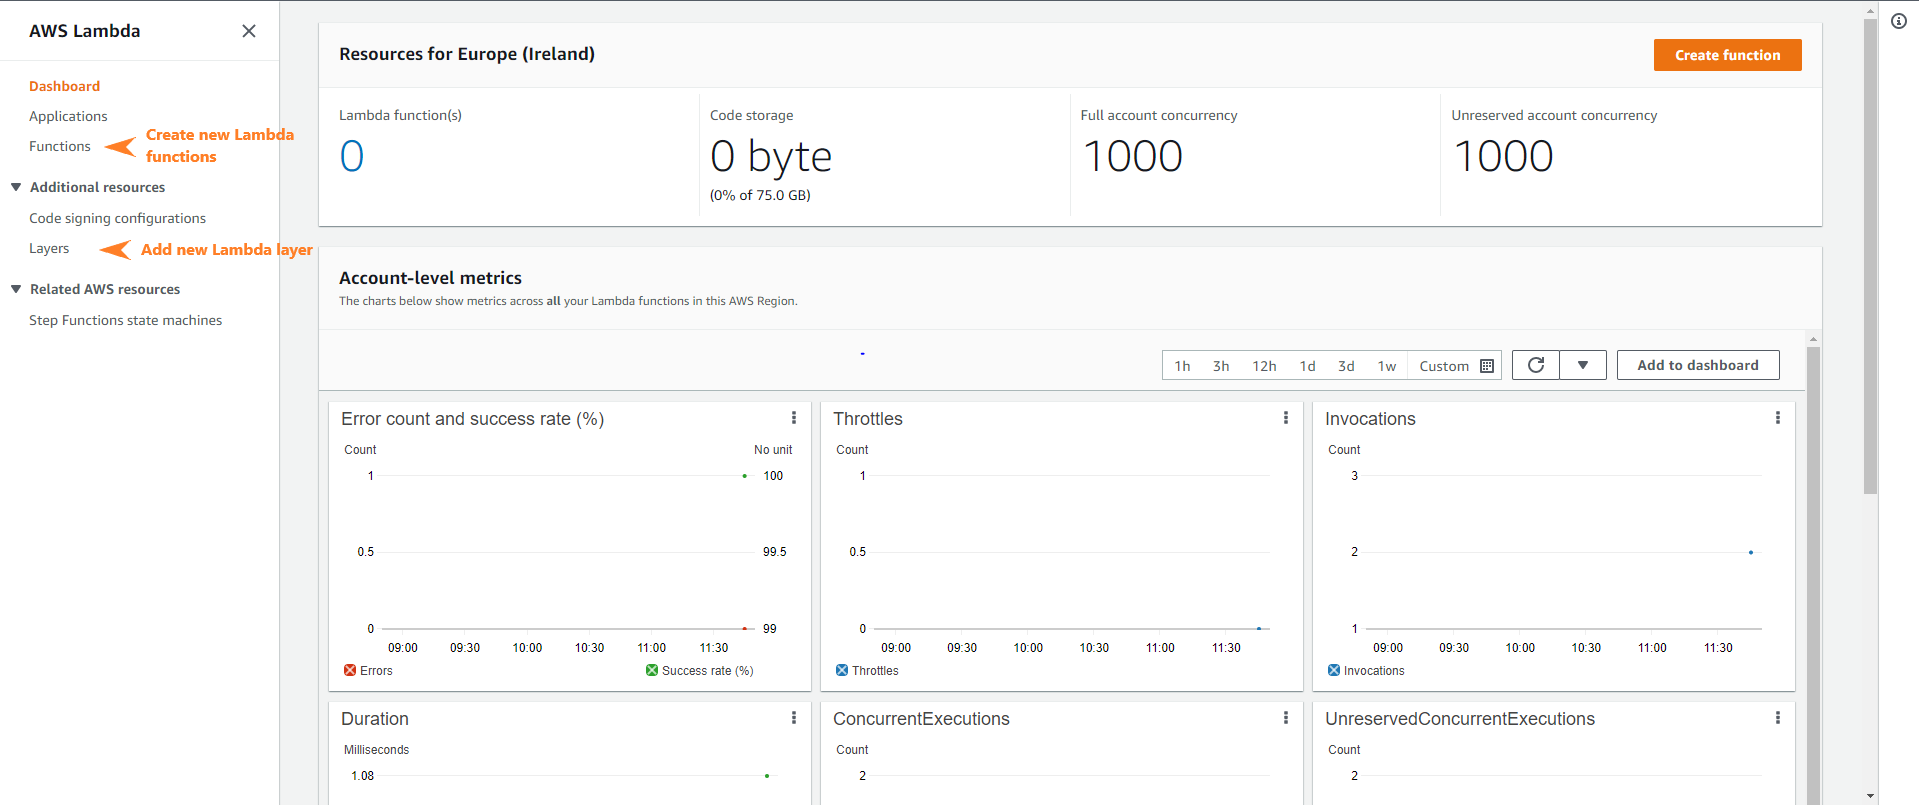 AWS Lambda
Dashboard
Applications
Functions
Create new Lambda
functions
Additional resources
Code signing configurations
Layers
Add new Lambda layer
Related AWS resources
Step Functions state machines
Resources for Europe (Ireland)
Create function
Lambda function(s)
0
Code storage
0 byte
(0% of 75.0 GB)
Full account concurrency
1000
Unreserved account concurrency
1000
Account-level metrics
The charts below show metrics across all your Lambda functions in this AWS Region.
1h 3h 12h 1d 3d 1w Custom
Add to dashboard
Error count and success rate (%)
Count No unit
1 100
0.5 99.5
0 99
09:00 09:30 10:00 10:30 11:00 11:30
Errors Success rate (%)
Throttles
Count
1
0.5
0
09:00 09:30 10:00 10:30 11:00 11:30
Throttles
Invocations
Count
3
2
1
09:00 09:30 10:00 10:30 11:00 11:30
Invocations
Duration
Milliseconds
1.08
ConcurrentExecutions
Count
2
UnreservedConcurrentExecutions
Count
2